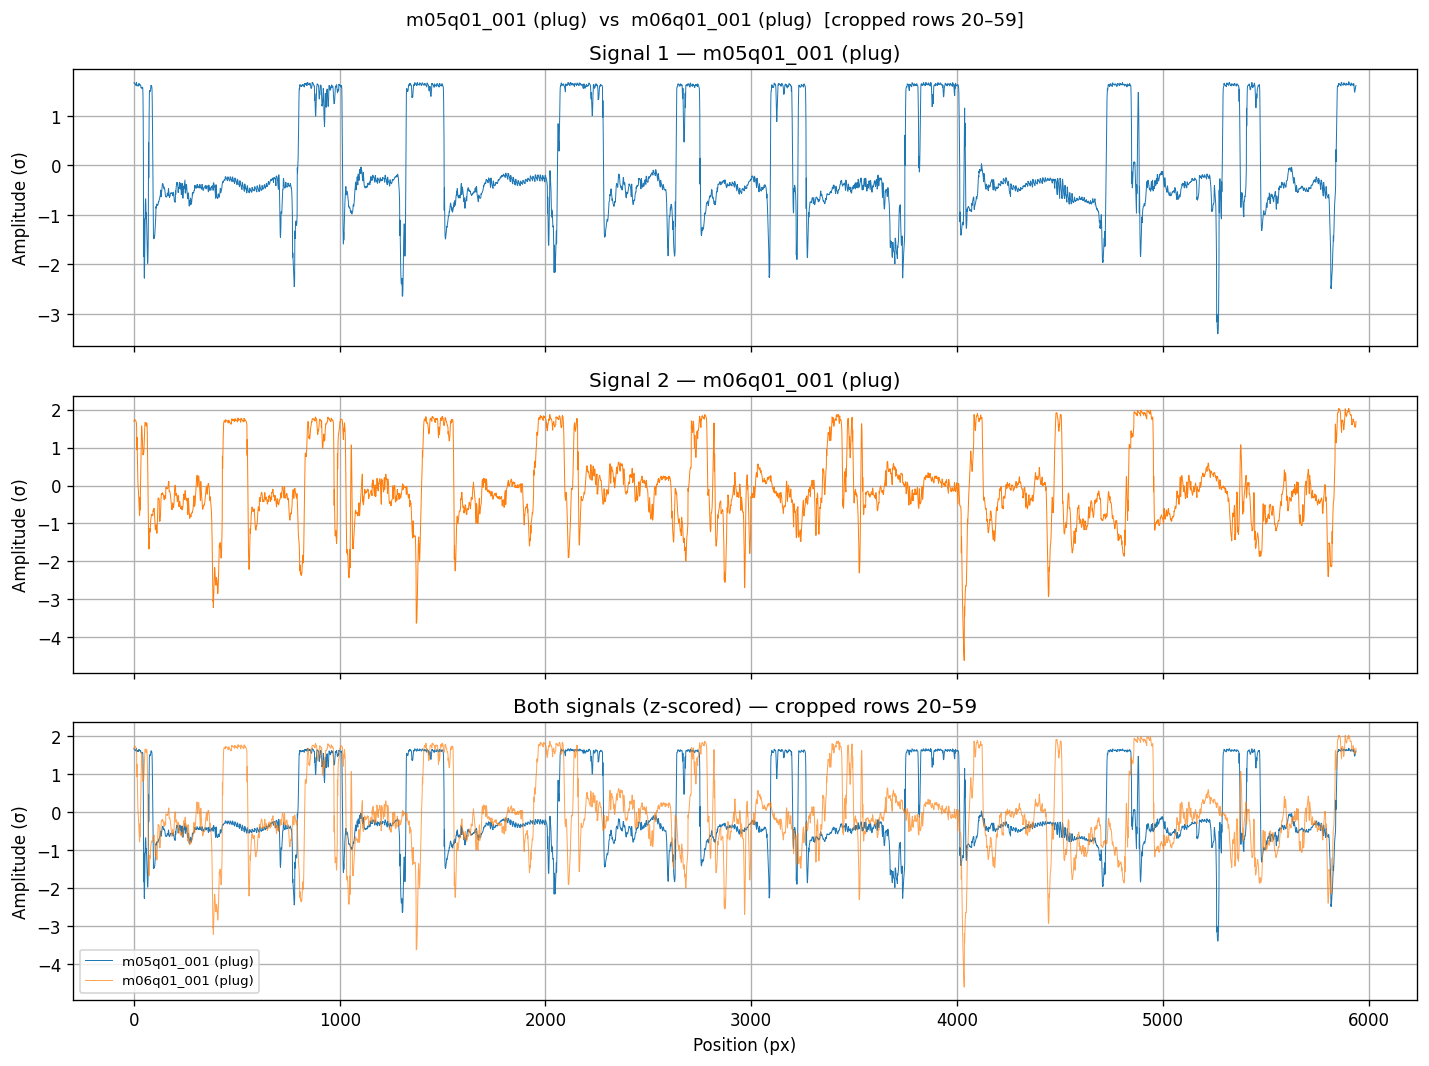 m05q01_001 (plug)  vs  m06q01_001 (plug)  [cropped rows 20–59]
Signal 1 — m05q01_001 (plug)
Amplitude (σ)
1
0
−1
−2
−3
Signal 2 — m06q01_001 (plug)
Amplitude (σ)
2
1
0
−1
−2
−3
−4
Both signals (z-scored) — cropped rows 20–59
Amplitude (σ)
2
1
0
−1
−2
−3
−4
m05q01_001 (plug)
m06q01_001 (plug)
0 1000 2000 3000 4000 5000 6000
Position (px)